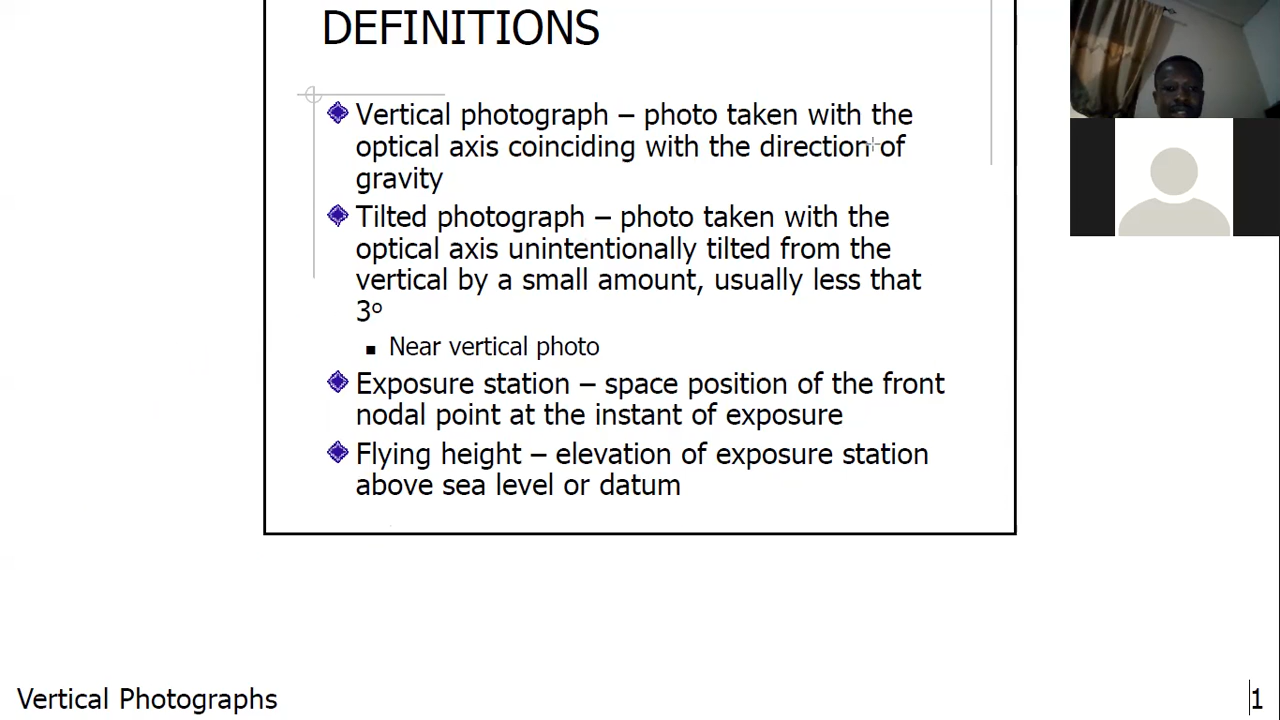 DEFINITIONS
Vertical photograph – photo taken with the
optical axis coinciding with the direction of
gravity
Tilted photograph – photo taken with the
optical axis unintentionally tilted from the
vertical by a small amount, usually less that
3º
Near vertical photo
Exposure station – space position of the front
nodal point at the instant of exposure
Flying height – elevation of exposure station
above sea level or datum
Vertical Photographs
1